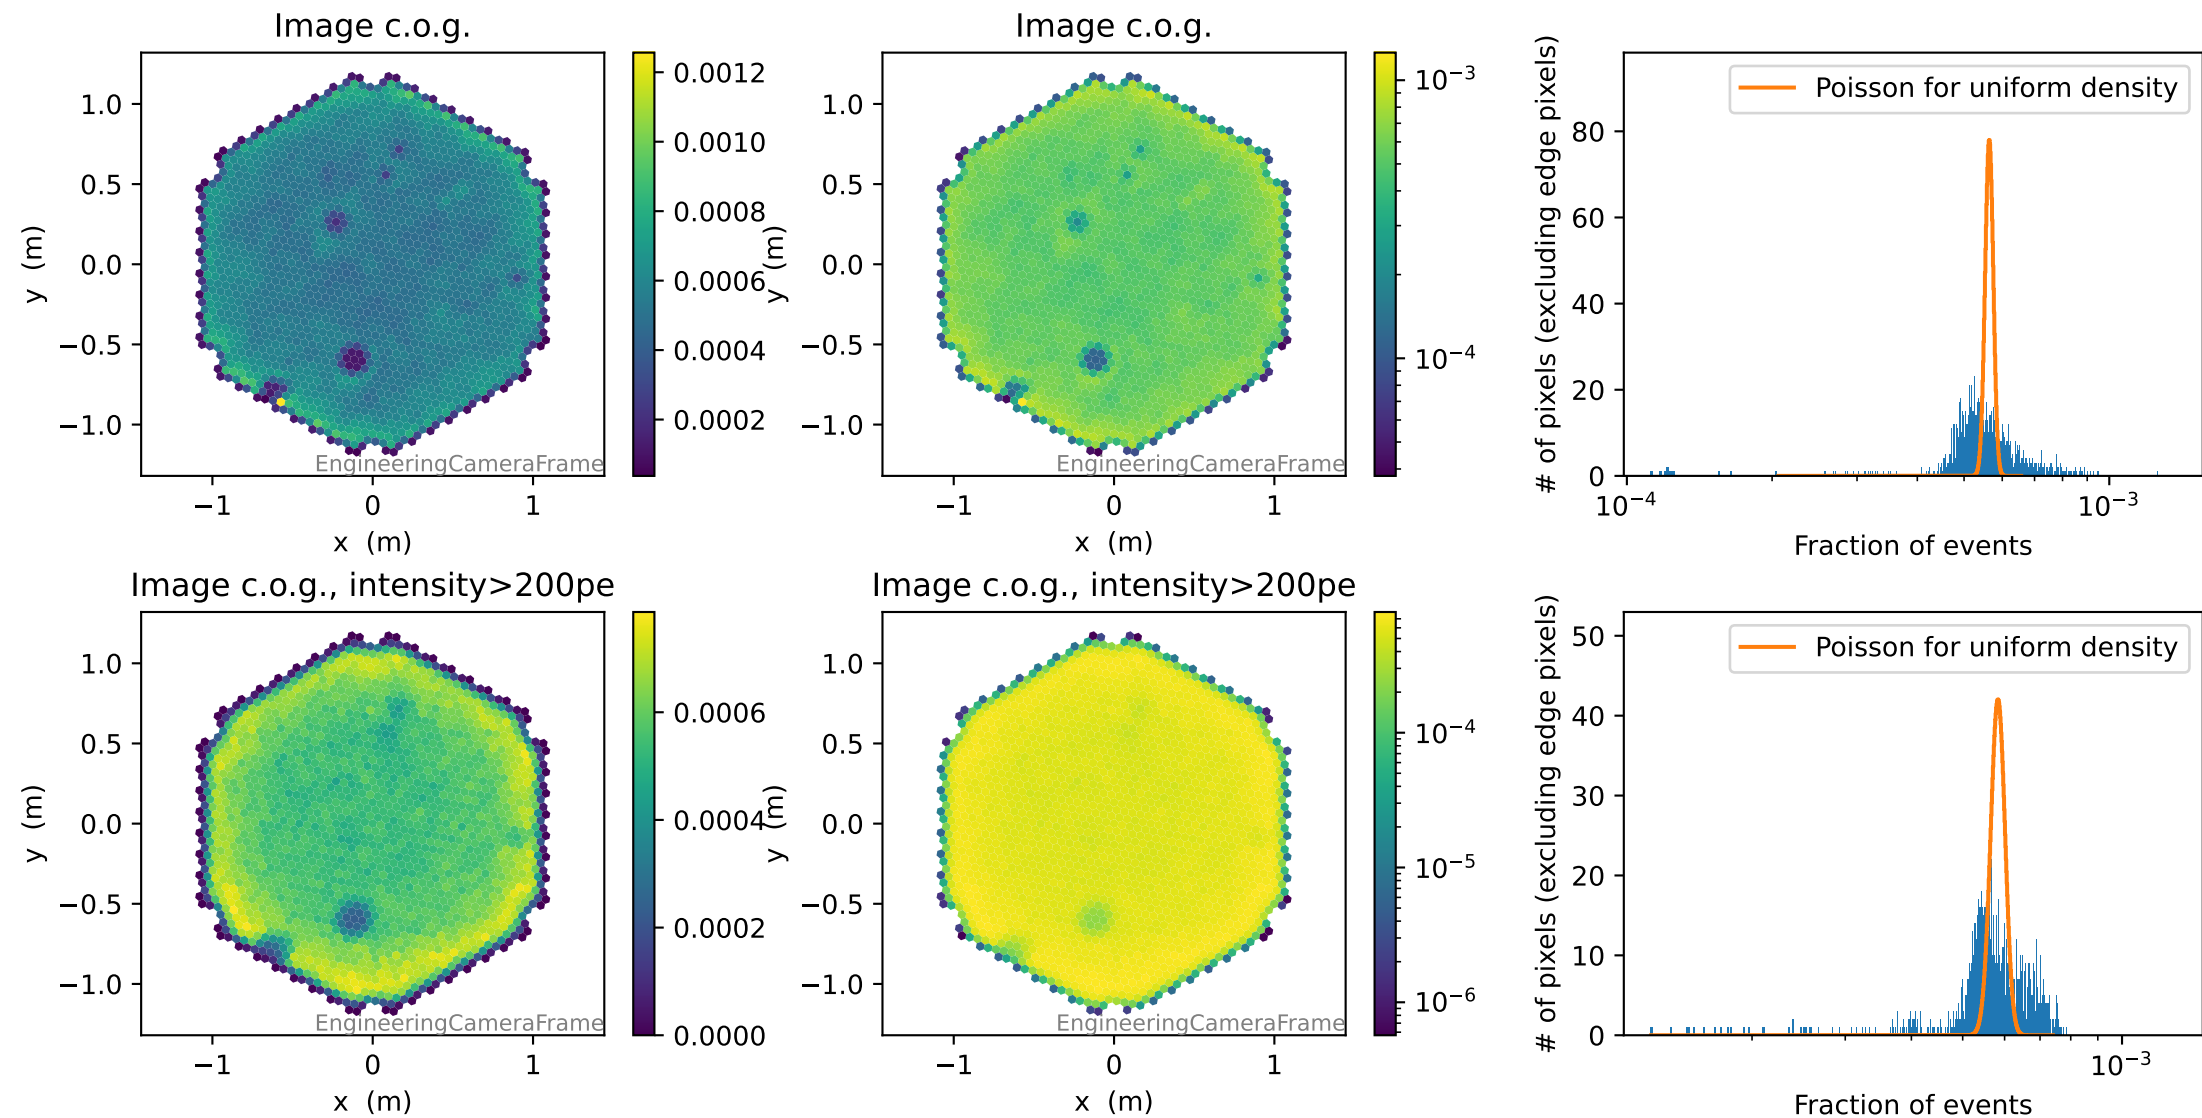 Image c.o.g.
1.0
0.5
0.0
−0.5
−1.0
y (m)
−1
0
1
x (m)
EngineeringCameraFrame
0.0012
0.0010
0.0008
0.0006
0.0004
0.0002
Image c.o.g.
1.0
0.5
0.0
−0.5
−1.0
y (m)
−1
0
1
x (m)
EngineeringCameraFrame
10⁻³
10⁻⁴
# of pixels (excluding edge pixels)
80
60
40
20
0
Poisson for uniform density
10⁻⁴
10⁻³
Fraction of events
Image c.o.g., intensity>200pe
1.0
0.5
0.0
−0.5
−1.0
y (m)
−1
0
1
x (m)
EngineeringCameraFrame
0.0006
0.0004
0.0002
0.0000
Image c.o.g., intensity>200pe
1.0
0.5
0.0
−0.5
−1.0
y (m)
−1
0
1
x (m)
EngineeringCameraFrame
10⁻⁴
10⁻⁵
10⁻⁶
# of pixels (excluding edge pixels)
50
40
30
20
10
0
Poisson for uniform density
10⁻³
Fraction of events